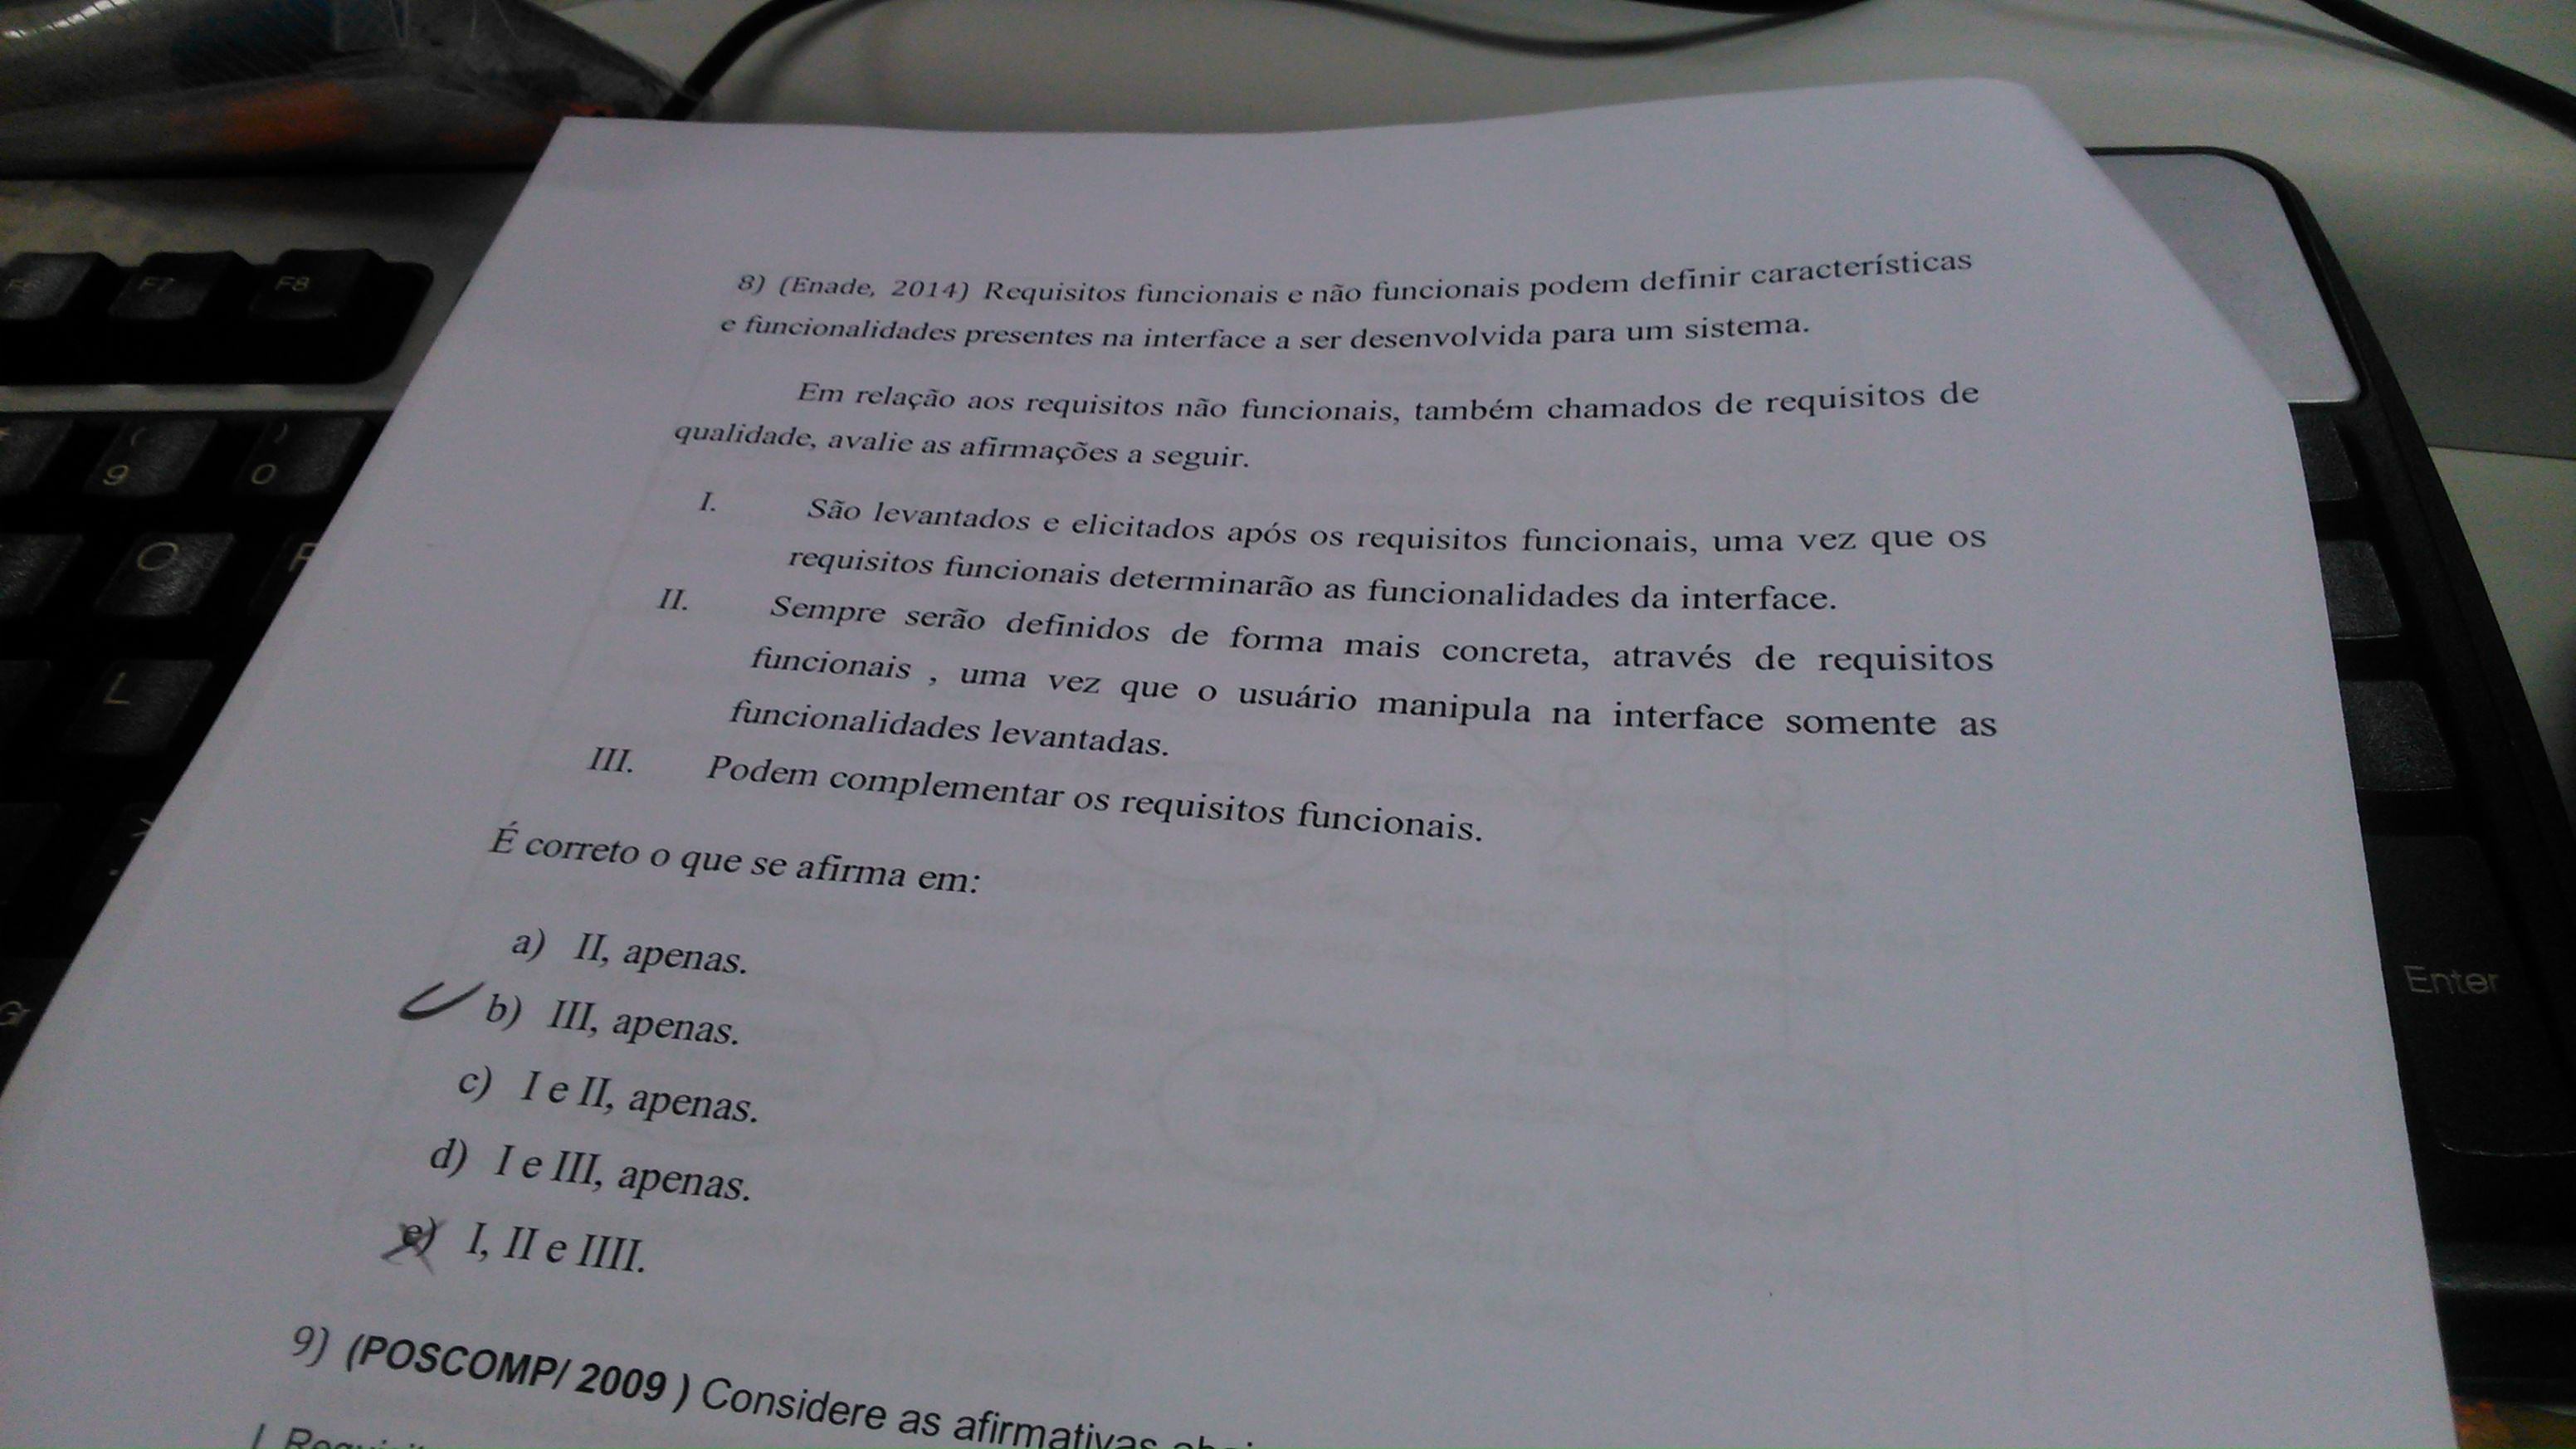 8) (Enade, 2014) Requisitos funcionais e não funcionais podem definir características
e funcionalidades presentes na interface a ser desenvolvida para um sistema.
Em relação aos requisitos não funcionais, também chamados de requisitos de
qualidade, avalie as afirmações a seguir.
I. São levantados e elicitados após os requisitos funcionais, uma vez que os
requisitos funcionais determinarão as funcionalidades da interface.
II. Sempre serão definidos de forma mais concreta, através de requisitos
funcionais , uma vez que o usuário manipula na interface somente as
funcionalidades levantadas.
III. Podem complementar os requisitos funcionais.
É correto o que se afirma em:
a) II, apenas.
b) III, apenas.
c) I e II, apenas.
d) I e III, apenas.
e) I, II e IIII.
9) (POSCOMP/ 2009 ) Considere as afirmativas
F7
F8
( 9
) 0
O
L
Enter